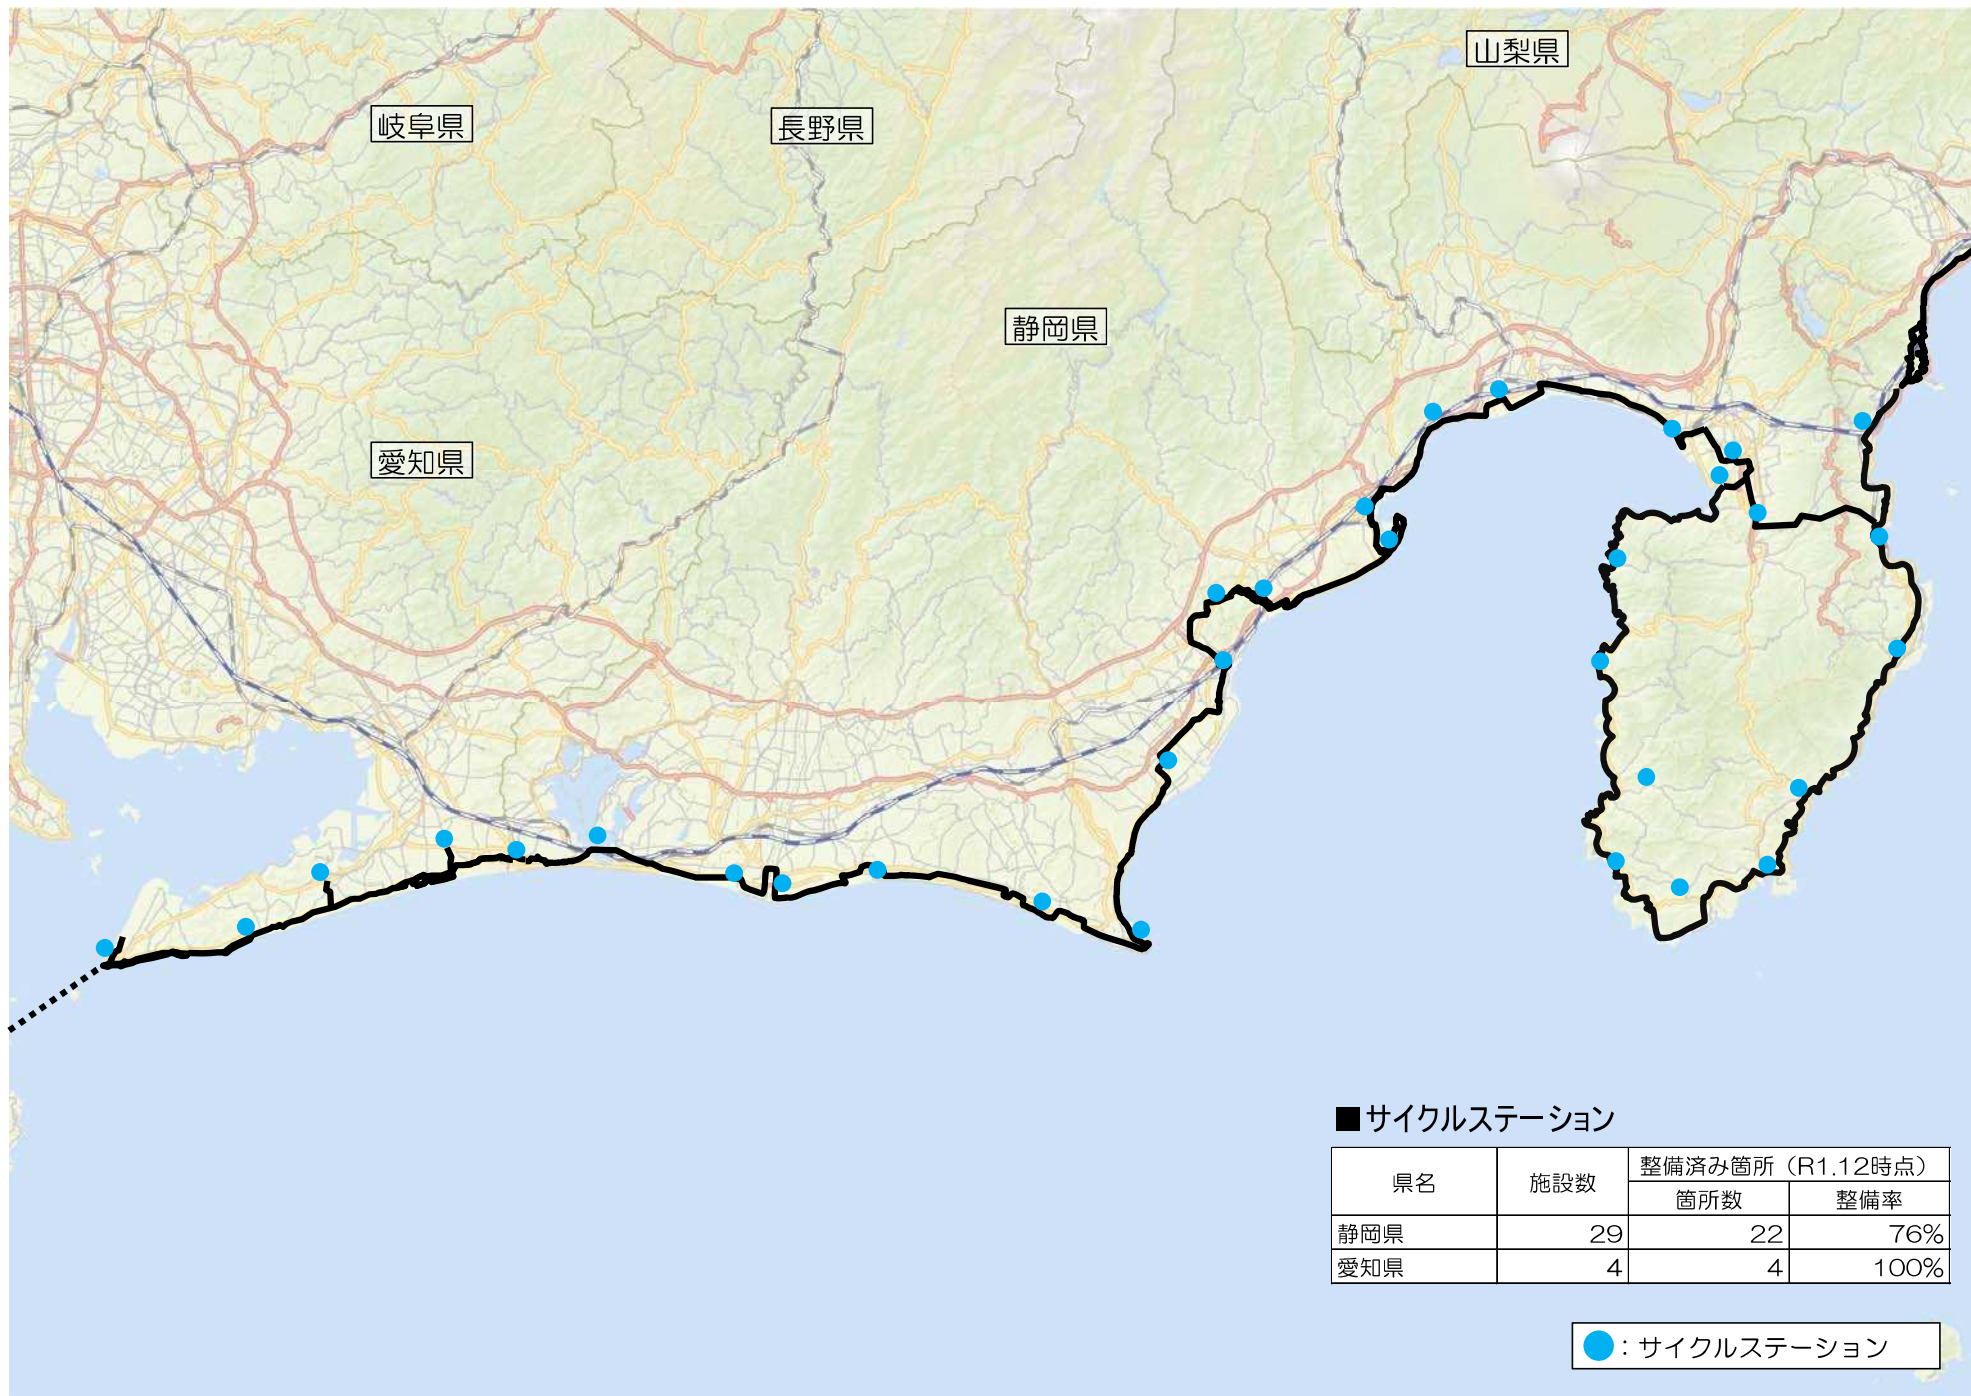 山梨県
岐阜県
長野県
静岡県
愛知県
■サイクルステーション
県名 施設数 整備済み箇所（R1.12時点）
箇所数 整備率
静岡県 29 22 76%
愛知県 4 4 100%
：サイクルステーション